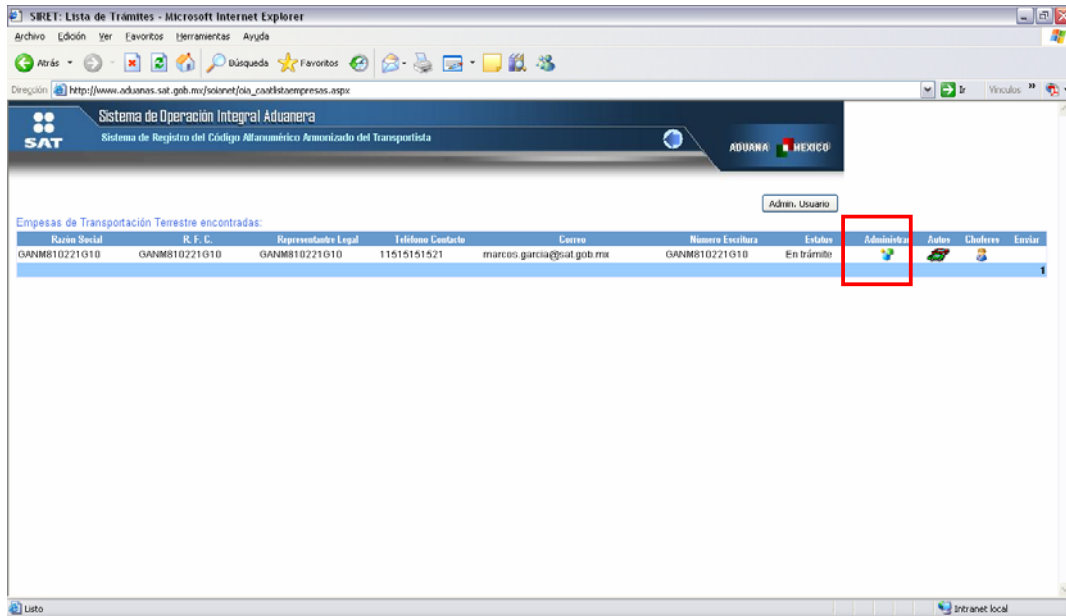 SIRET: Lista de Trámites - Microsoft Internet Explorer
Archivo Edición Ver Favoritos Herramientas Ayuda
Atrás Búsqueda Favoritos
Dirección http://www.aduanas.sat.gob.mx/soianet/oia_caatlistaempresas.aspx Ir Vínculos »
SAT
Sistema de Operación Integral Aduanera
Sistema de Registro del Código Alfanumérico Armonizado del Transportista
ADUANA MEXICO
Admin. Usuario
Empesas de Transportación Terrestre encontradas:
Razón Social R. F. C. Representante Legal Teléfono Contacto Correo Número Escritura Estatus Administrar Autos Choferes Enviar
GANM810221G10 GANM810221G10 GANM810221G10 11515151521 marcos.garcia@sat.gob.mx GANM810221G10 En trámite
1
Listo Intranet local